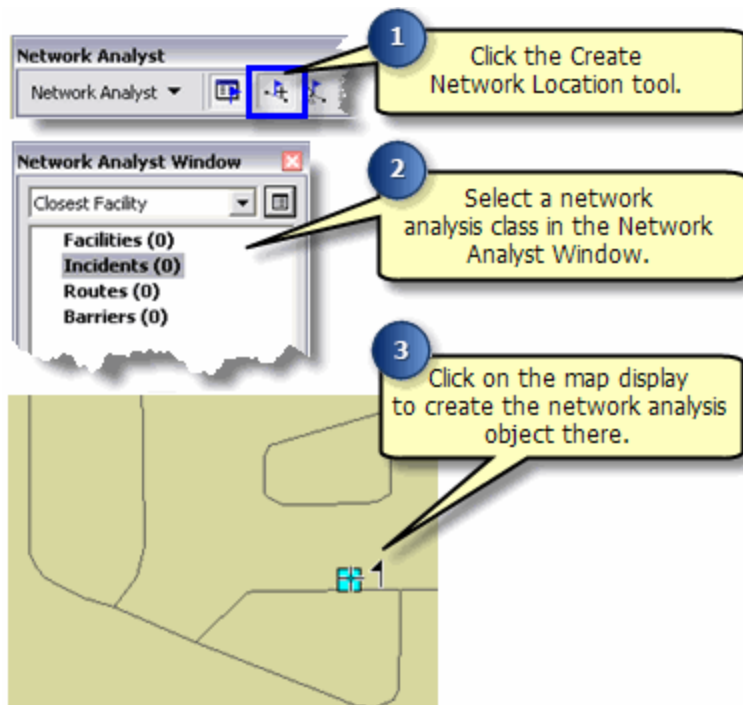 Network Analyst
Network Analyst
1
Click the Create
Network Location tool.
Network Analyst Window
Closest Facility
Facilities (0)
Incidents (0)
Routes (0)
Barriers (0)
2
Select a network
analysis class in the Network
Analyst Window.
3
Click on the map display
to create the network analysis
object there.